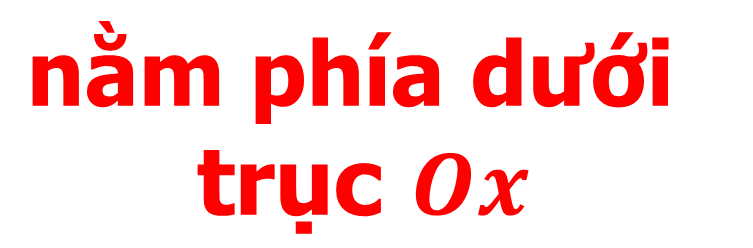 nằm phía dưới
trục Ox